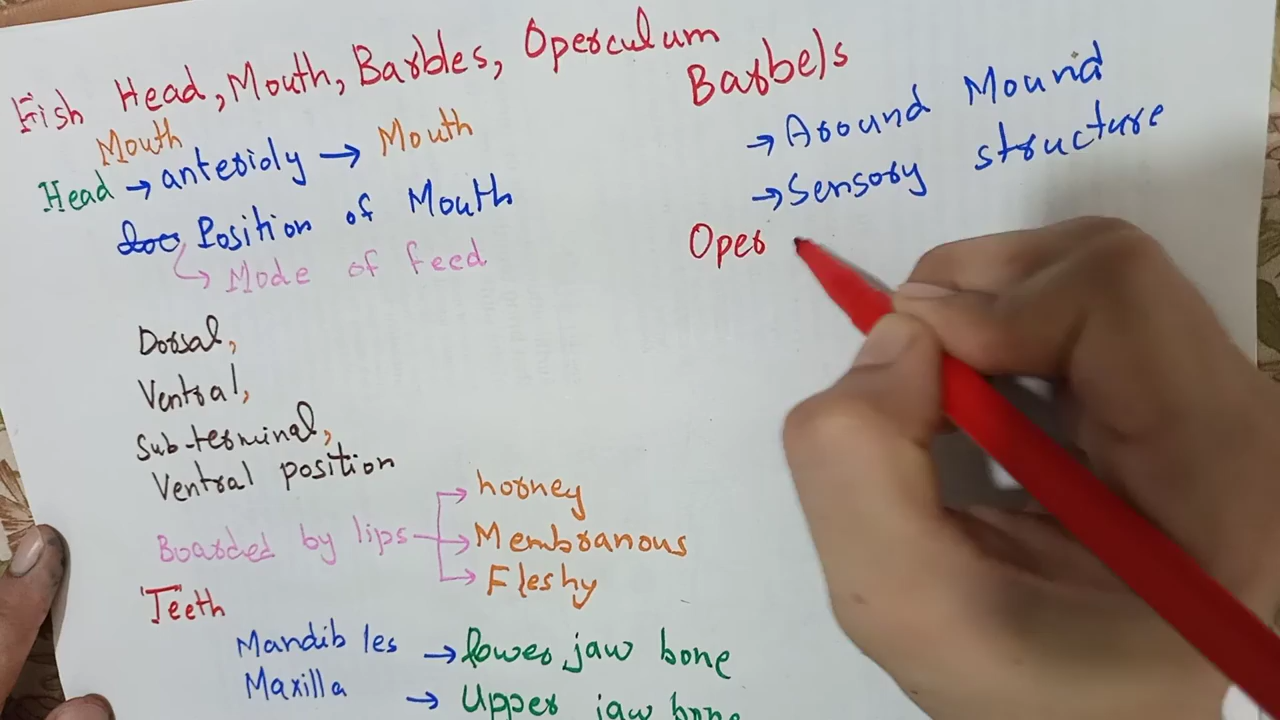 Fish Head, Mouth, Barbles, Operculum
Mouth
Head → anteriorly → Mouth
Position of Mouth
↳ Mode of feed
Dorsal,
Ventral,
Sub-terminal,
Ventral position
Boarded by lips
→ horney
→ Membranous
→ Fleshy
Teeth
Mandibles → lower jaw bone
Maxilla → Upper jaw bone
Barbels
→ Around Mound
→ Sensory structure
Oper